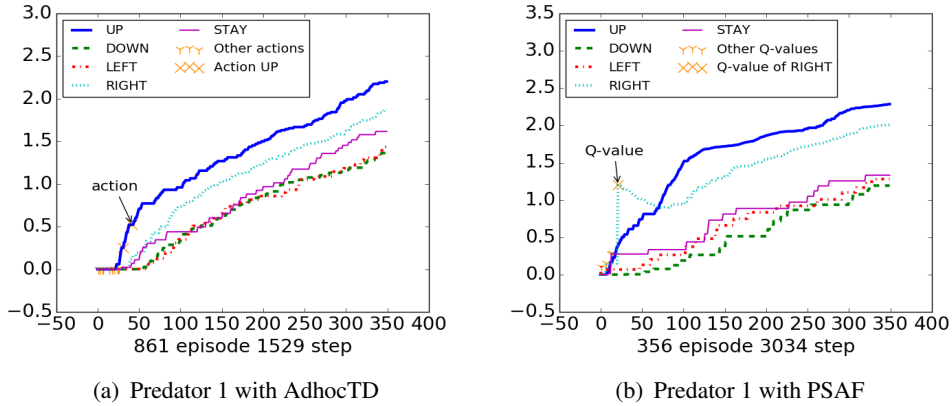 3.0
2.5
2.0
1.5
1.0
0.5
0.0
−0.5
UP
DOWN
LEFT
RIGHT
STAY
Other actions
Action UP
action
−50 0 50 100 150 200 250 300 350 400
861 episode 1529 step
(a) Predator 1 with AdhocTD
3.5
3.0
2.5
2.0
1.5
1.0
0.5
0.0
−0.5
UP
DOWN
LEFT
RIGHT
STAY
Other Q-values
Q-value of RIGHT
Q-value
−50 0 50 100 150 200 250 300 350 400
356 episode 3034 step
(b) Predator 1 with PSAF